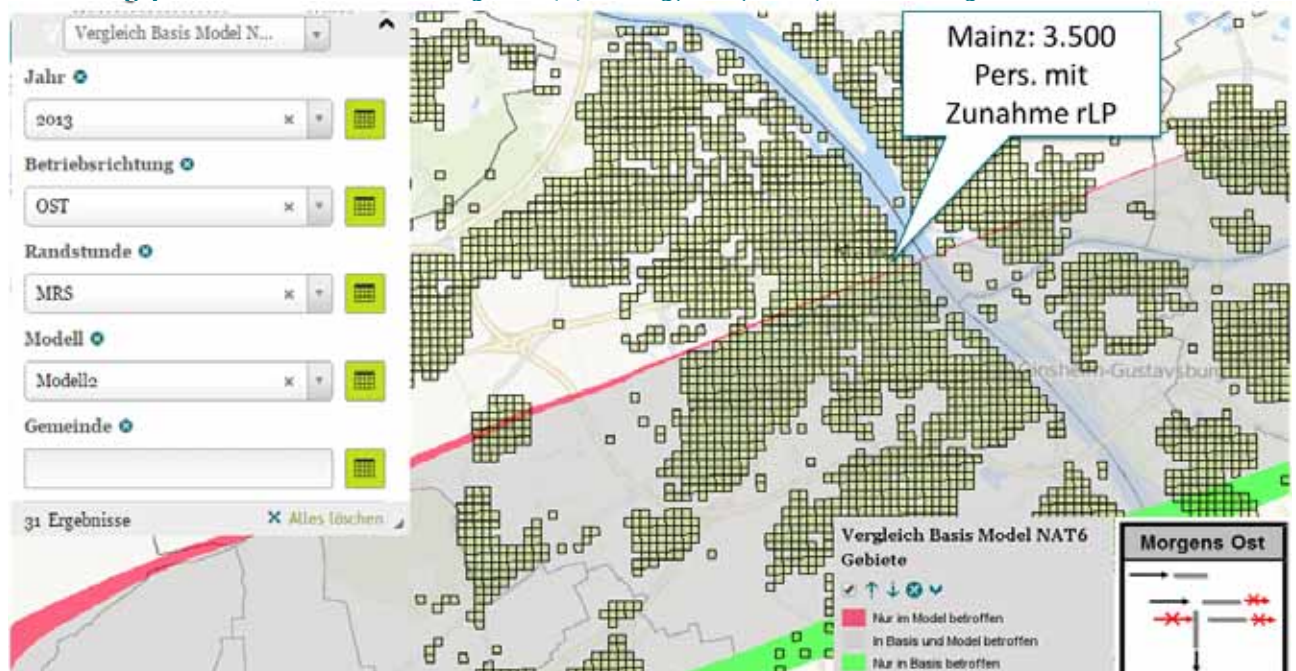 Vergleich Basis Model N...
Jahr
2013
Betriebsrichtung
OST
Randstunde
MRS
Modell
Modell2
Gemeinde
31 Ergebnisse
Alles löschen
Mainz: 3.500
Pers. mit
Zunahme rLP
Ginsheim-Gustavsburg
Vergleich Basis Model NAT6
Gebiete
Nur im Model betroffen
In Basis und Model betroffen
Nur in Basis betroffen
Morgens Ost